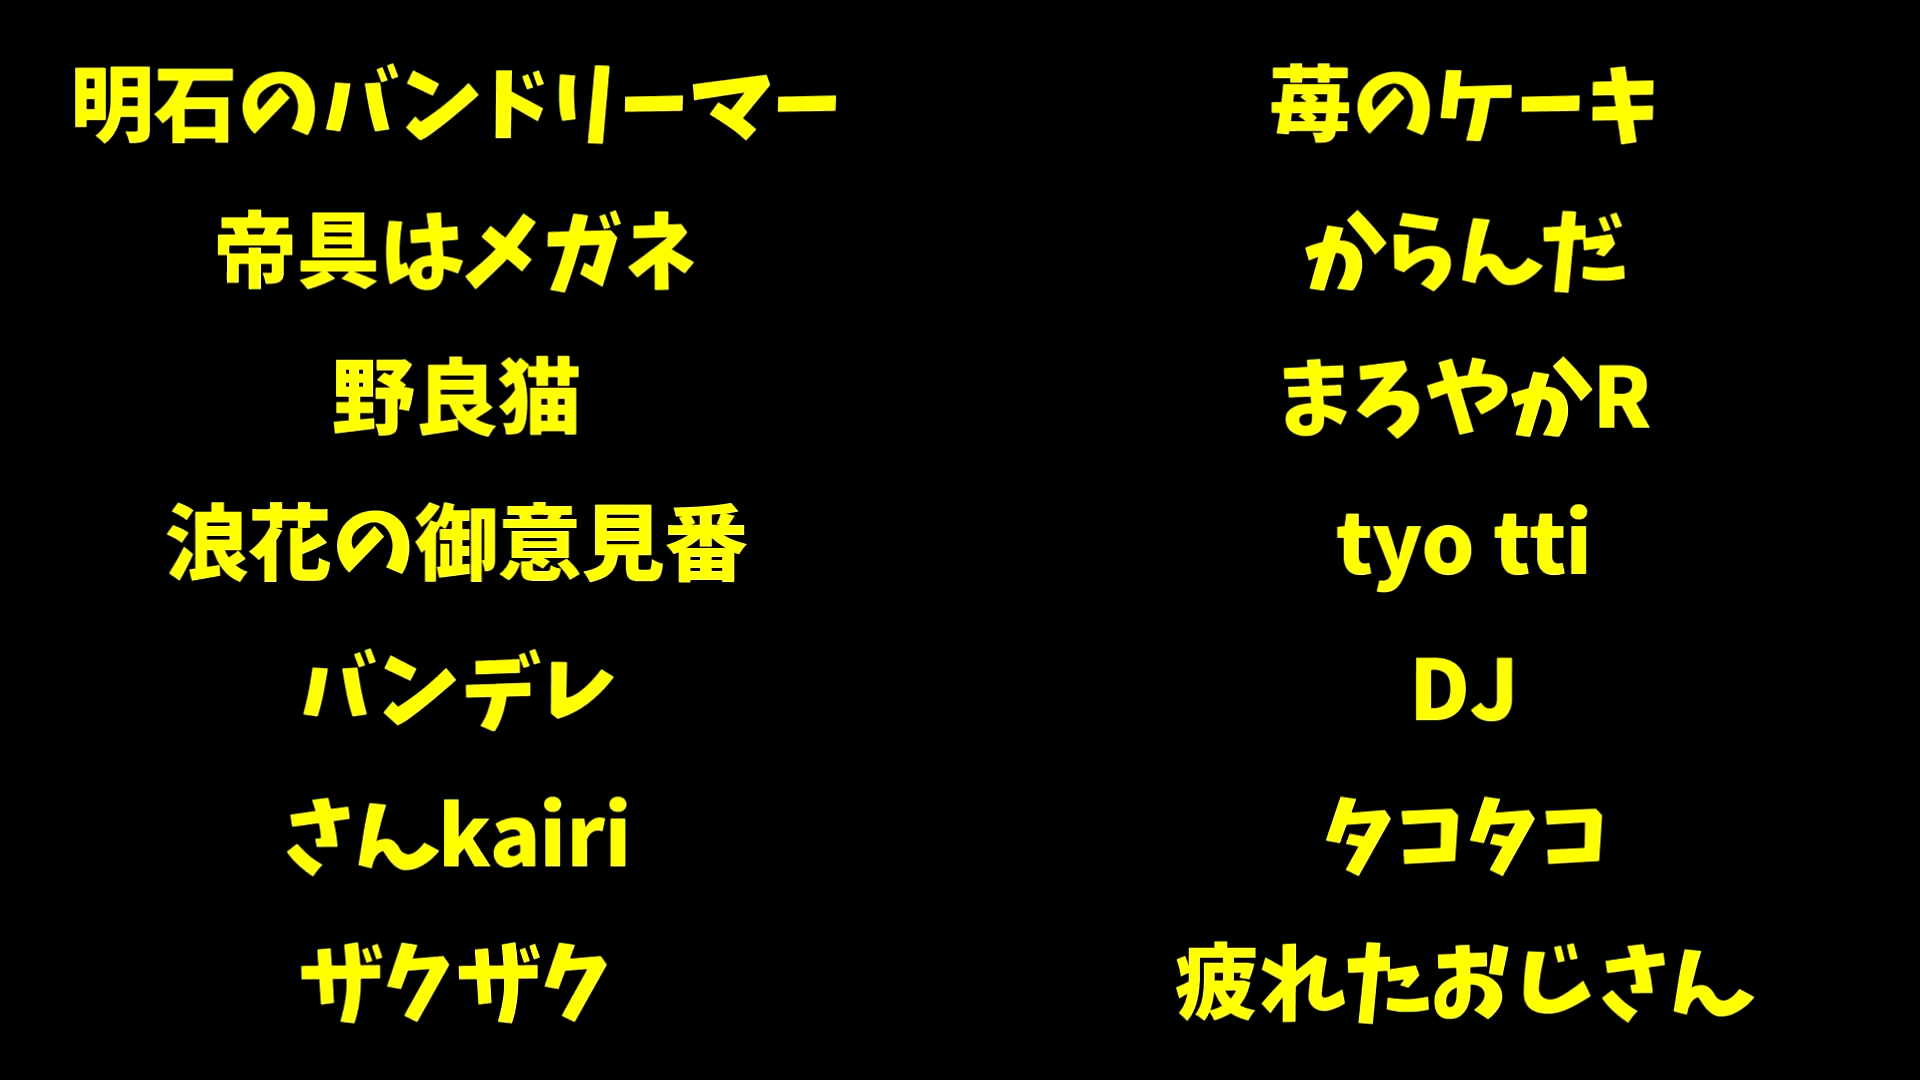 明石のバンドリーマー
帝具はメガネ
野良猫
浪花の御意見番
バンデレ
さんkairi
ザクザク
苺のケーキ
からんだ
まろやかR
tyo tti
DJ
タコタコ
疲れたおじさん